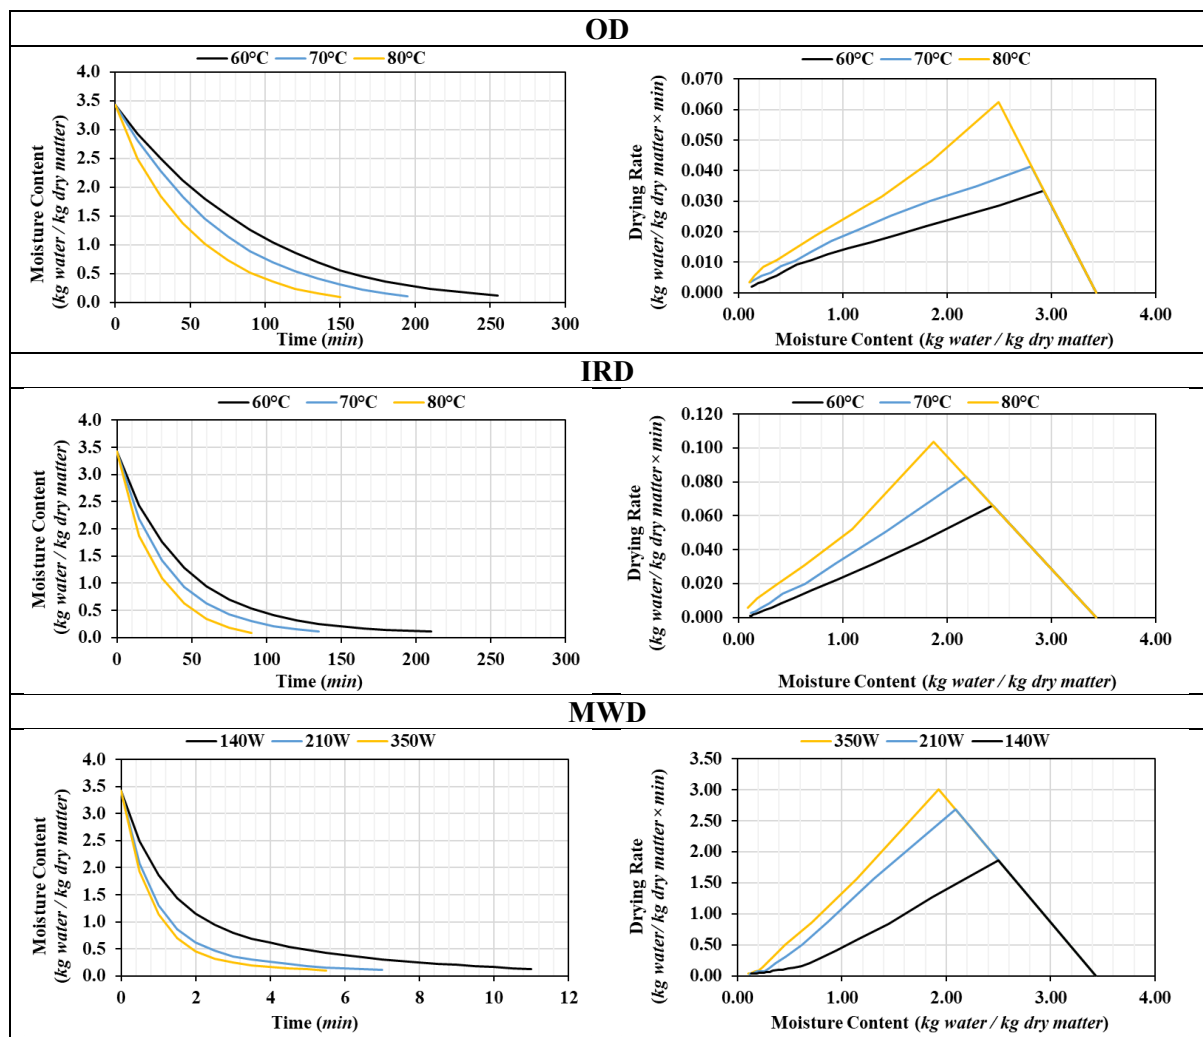 OD
60°C 70°C 80°C
Moisture Content
(kg water / kg dry matter)
4.0
3.5
3.0
2.5
2.0
1.5
1.0
0.5
0.0
0 50 100 150 200 250 300
Time (min)
60°C 70°C 80°C
Drying Rate
(kg water/ kg dry matter×min)
0.070
0.060
0.050
0.040
0.030
0.020
0.010
0.000
0.00 1.00 2.00 3.00 4.00
Moisture Content (kg water / kg dry matter)
IRD
60°C 70°C 80°C
Moisture Content
(kg water / kg dry matter)
4.0
3.5
3.0
2.5
2.0
1.5
1.0
0.5
0.0
0 50 100 150 200 250 300
Time (min)
60°C 70°C 80°C
Drying Rate
(kg water/ kg dry matter×min)
0.120
0.100
0.080
0.060
0.040
0.020
0.000
0.00 1.00 2.00 3.00 4.00
Moisture Content (kg water / kg dry matter)
MWD
140W 210W 350W
Moisture Content
(kg water / kg dry matter)
4.0
3.5
3.0
2.5
2.0
1.5
1.0
0.5
0.0
0 2 4 6 8 10 12
Time (min)
350W 210W 140W
Drying Rate
(kg water/ kg dry matter×min)
3.50
3.00
2.50
2.00
1.50
1.00
0.50
0.00
0.00 1.00 2.00 3.00 4.00
Moisture Content (kg water / kg dry matter)